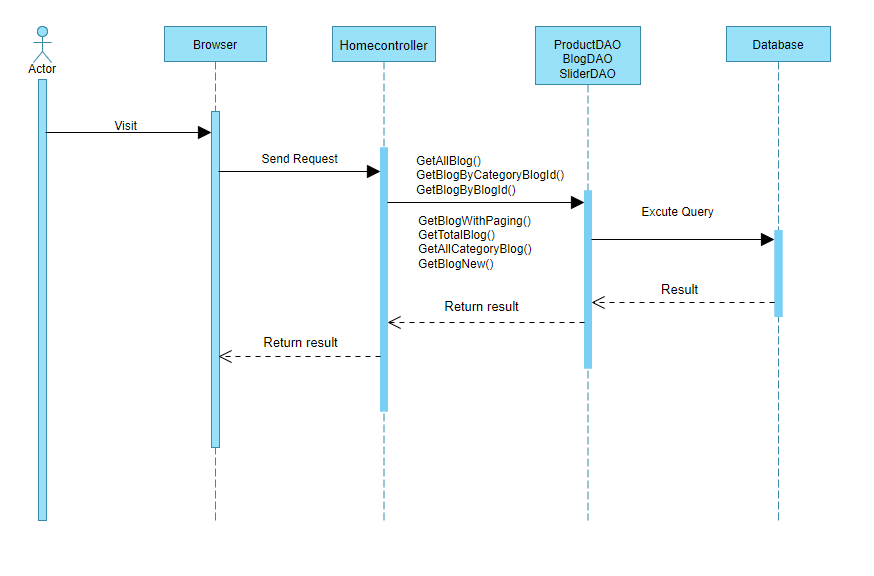 Actor
Browser
Homecontroller
ProductDAO
BlogDAO
SliderDAO
Database
Visit
Send Request
GetAllBlog()
GetBlogByCategoryBlogId()
GetBlogByBlogId()
GetBlogWithPaging()
GetTotalBlog()
GetAllCategoryBlog()
GetBlogNew()
Excute Query
Result
Return result
Return result